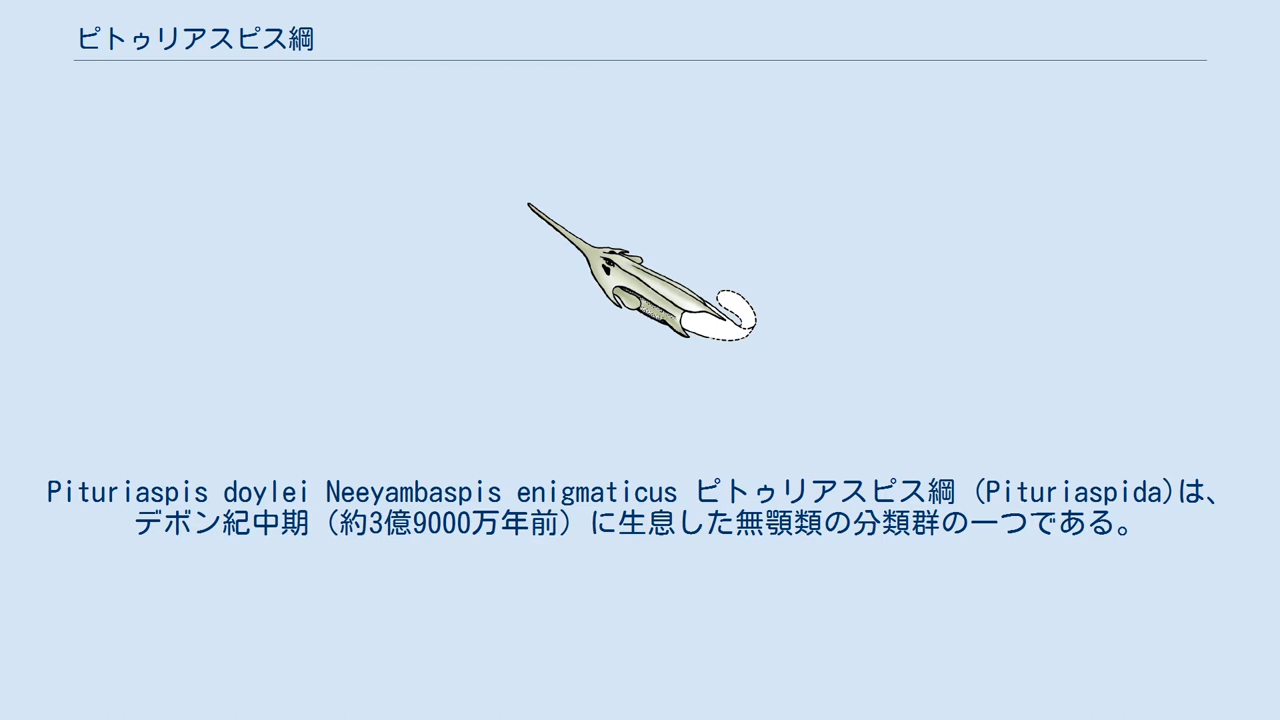 ピトゥリアスピス綱
Pituriaspis doylei Neeyambaspis enigmaticus ピトゥリアスピス綱 (Pituriaspida)は、
デボン紀中期（約3億9000万年前）に生息した無顎類の分類群の一つである。